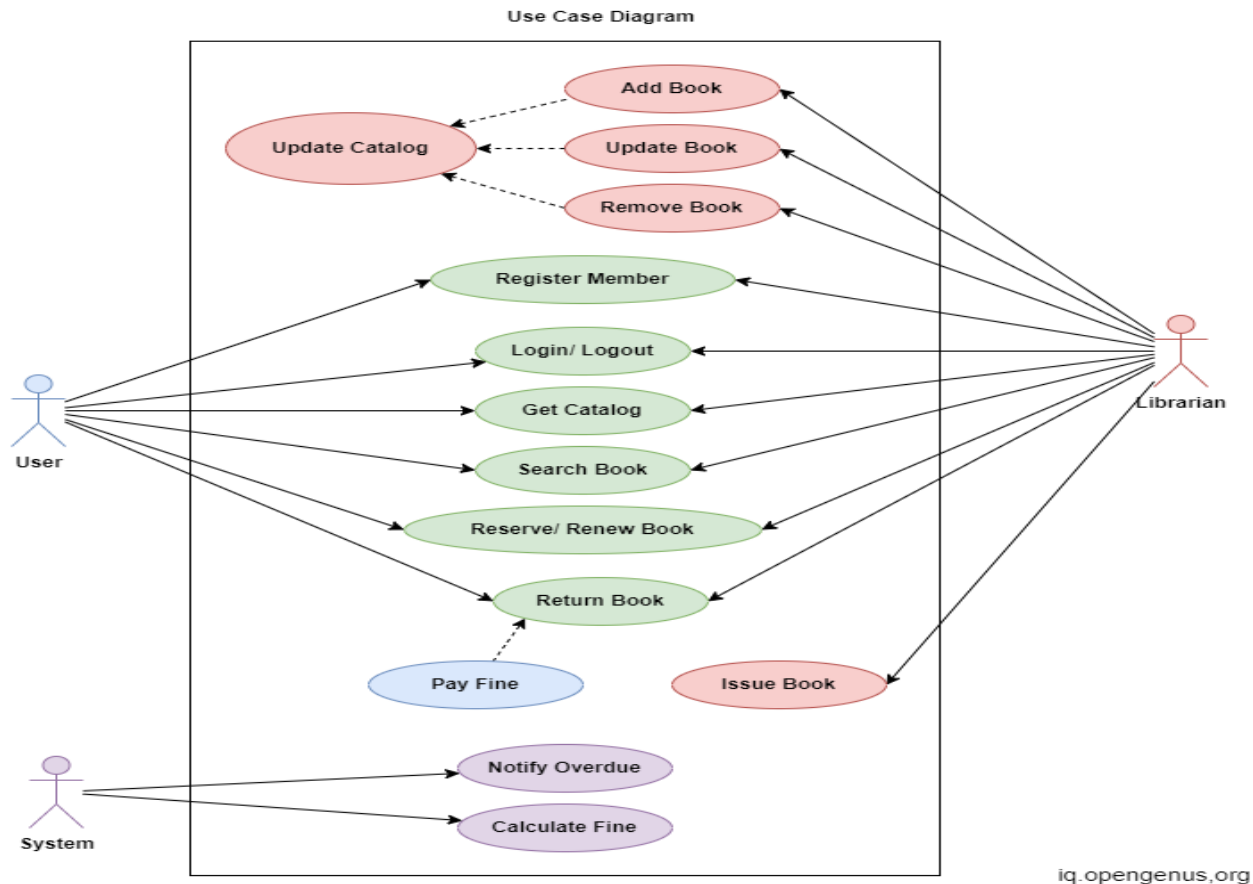 Use Case Diagram
Add Book
Update Catalog
Update Book
Remove Book
Register Member
Login/ Logout
Get Catalog
Librarian
User
Search Book
Reserve/ Renew Book
Return Book
Pay Fine
Issue Book
Notify Overdue
Calculate Fine
System
iq.opengenus,org